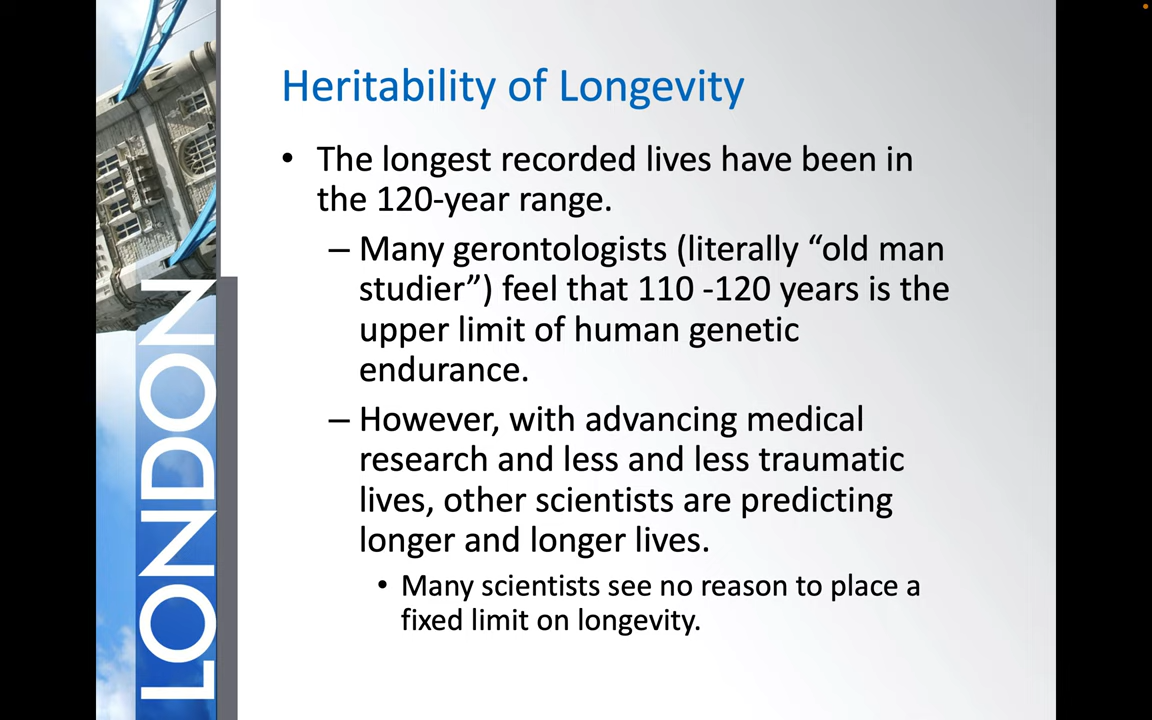 Heritability of Longevity
• The longest recorded lives have been in
the 120-year range.
– Many gerontologists (literally “old man
studier”) feel that 110 -120 years is the
upper limit of human genetic
endurance.
– However, with advancing medical
research and less and less traumatic
lives, other scientists are predicting
longer and longer lives.
• Many scientists see no reason to place a
fixed limit on longevity.
LONDON